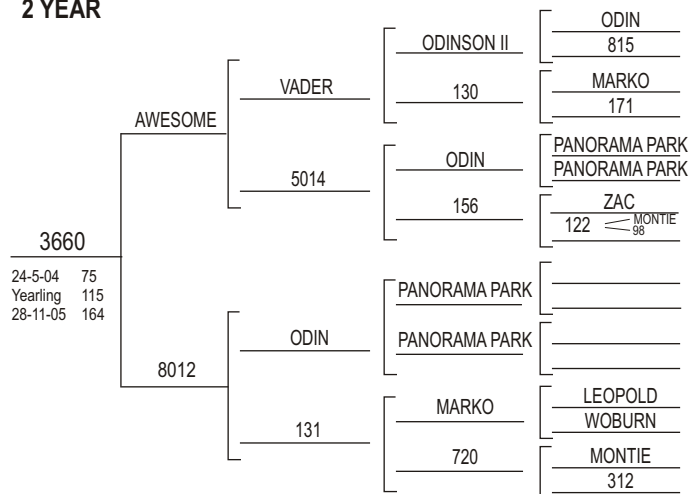 2 YEAR
ODIN
ODINSON II
815
VADER
MARKO
130
171
AWESOME
PANORAMA PARK
ODIN
PANORAMA PARK
5014
ZAC
156
122 MONTIE
98
3660
24-5-04 75
Yearling 115
28-11-05 164
PANORAMA PARK
ODIN
PANORAMA PARK
8012
LEOPOLD
MARKO
WOBURN
131
MONTIE
720
312